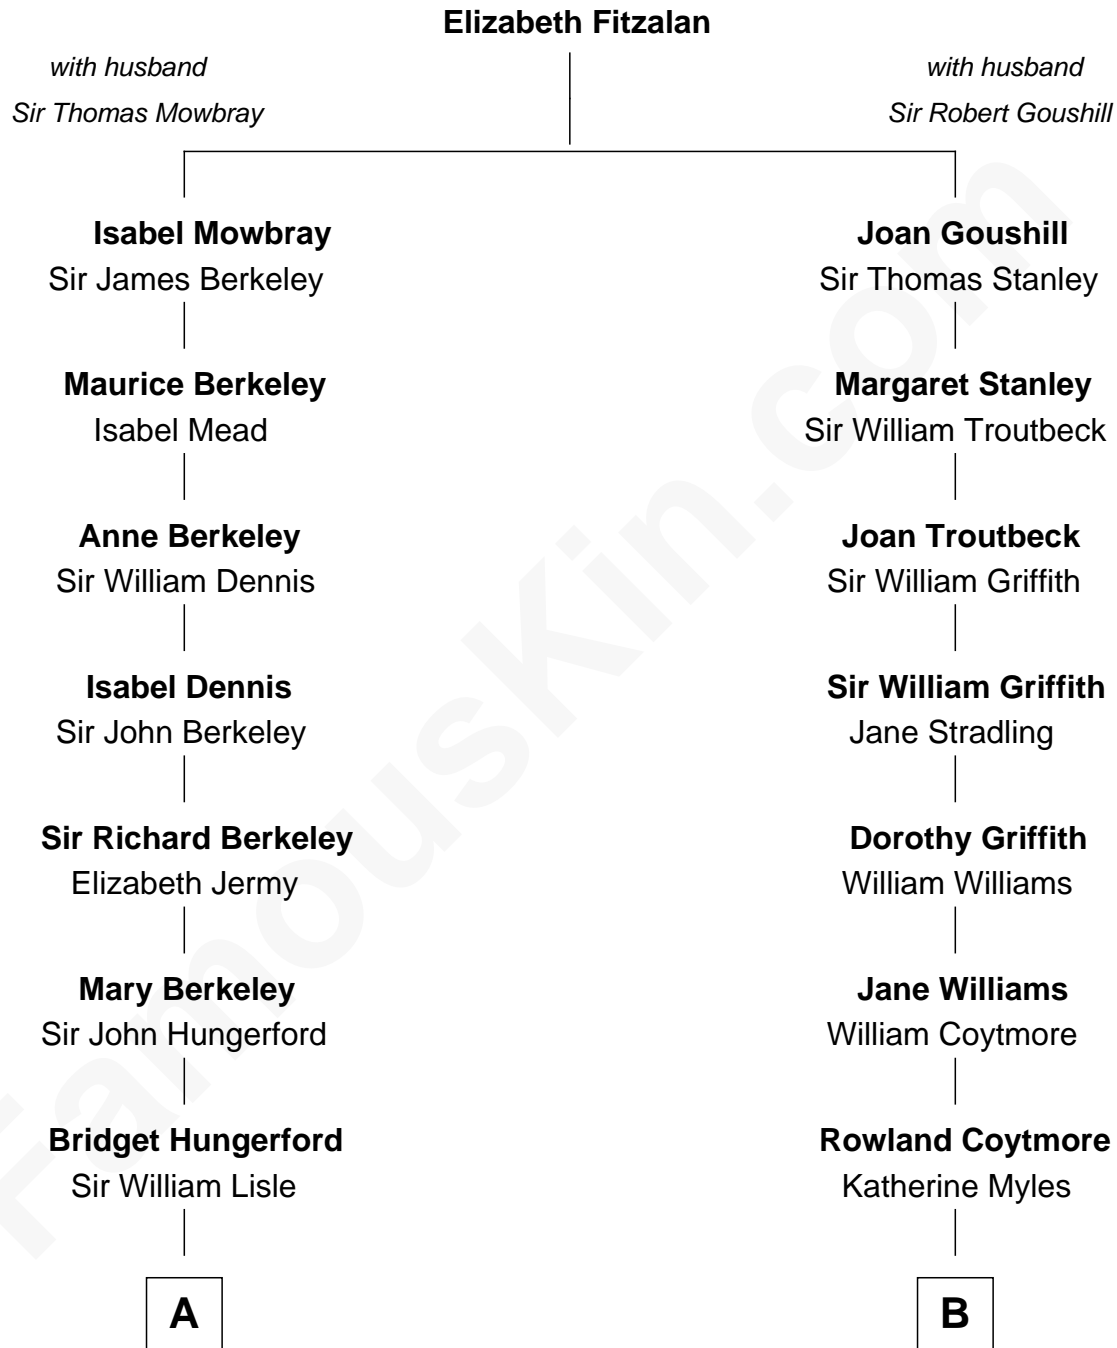 Elizabeth Fitzalan
with husband
Sir Thomas Mowbray
with husband
Sir Robert Goushill
Isabel Mowbray
Sir James Berkeley
Joan Goushill
Sir Thomas Stanley
Maurice Berkeley
Isabel Mead
Margaret Stanley
Sir William Troutbeck
Anne Berkeley
Sir William Dennis
Joan Troutbeck
Sir William Griffith
Isabel Dennis
Sir John Berkeley
Sir William Griffith
Jane Stradling
Sir Richard Berkeley
Elizabeth Jermy
Dorothy Griffith
William Williams
Mary Berkeley
Sir John Hungerford
Jane Williams
William Coytmore
Bridget Hungerford
Sir William Lisle
Rowland Coytmore
Katherine Myles
A
B
FamousKin.com